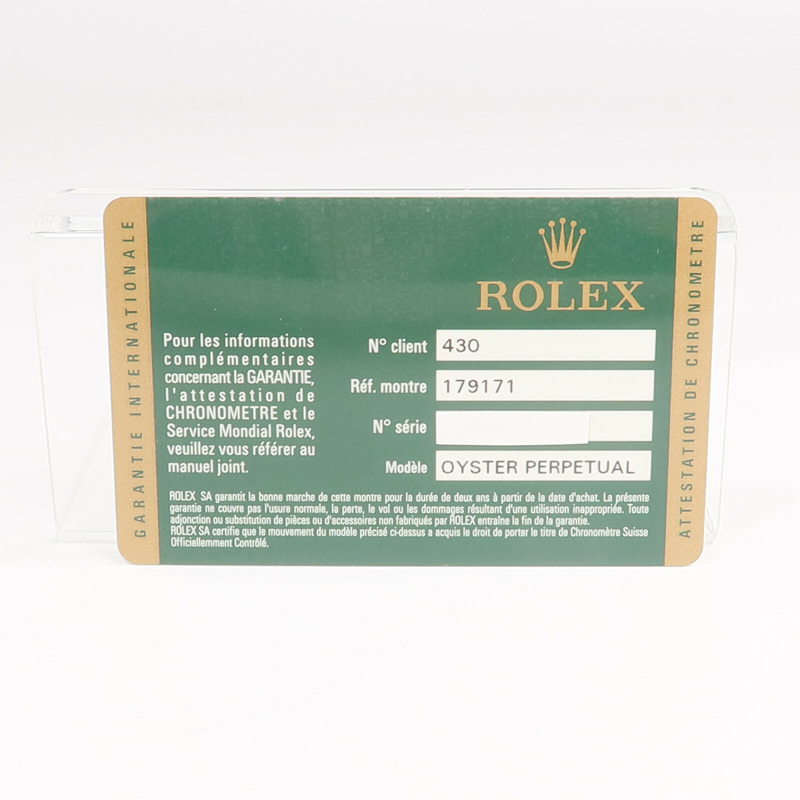 GARANTIE INTERNATIONALE
ROLEX
Pour les informations
complémentaires
concernant la GARANTIE,
l'attestation de
CHRONOMETRE et le
Service Mondial Rolex,
veuillez vous référer au
manuel joint.
N° client 430
Réf. montre 179171
N° série
Modèle OYSTER PERPETUAL
ROLEX SA garantit la bonne marche de cette montre pour la durée de deux ans à partir de la date d'achat. La présente
garantie ne couvre pas l'usure normale, la perte, le vol ou les dommages résultant d'une utilisation inappropriée. Toute
adjonction ou substitution de pièces ou d'accessoires non fabriqués par ROLEX entraîne la fin de la garantie.
ROLEX SA certifie que le mouvement du modèle précisé ci-dessus a acquis le droit de porter le titre de Chronomètre Suisse
Officiellement Contrôlé.
ATTESTATION DE CHRONOMETRE